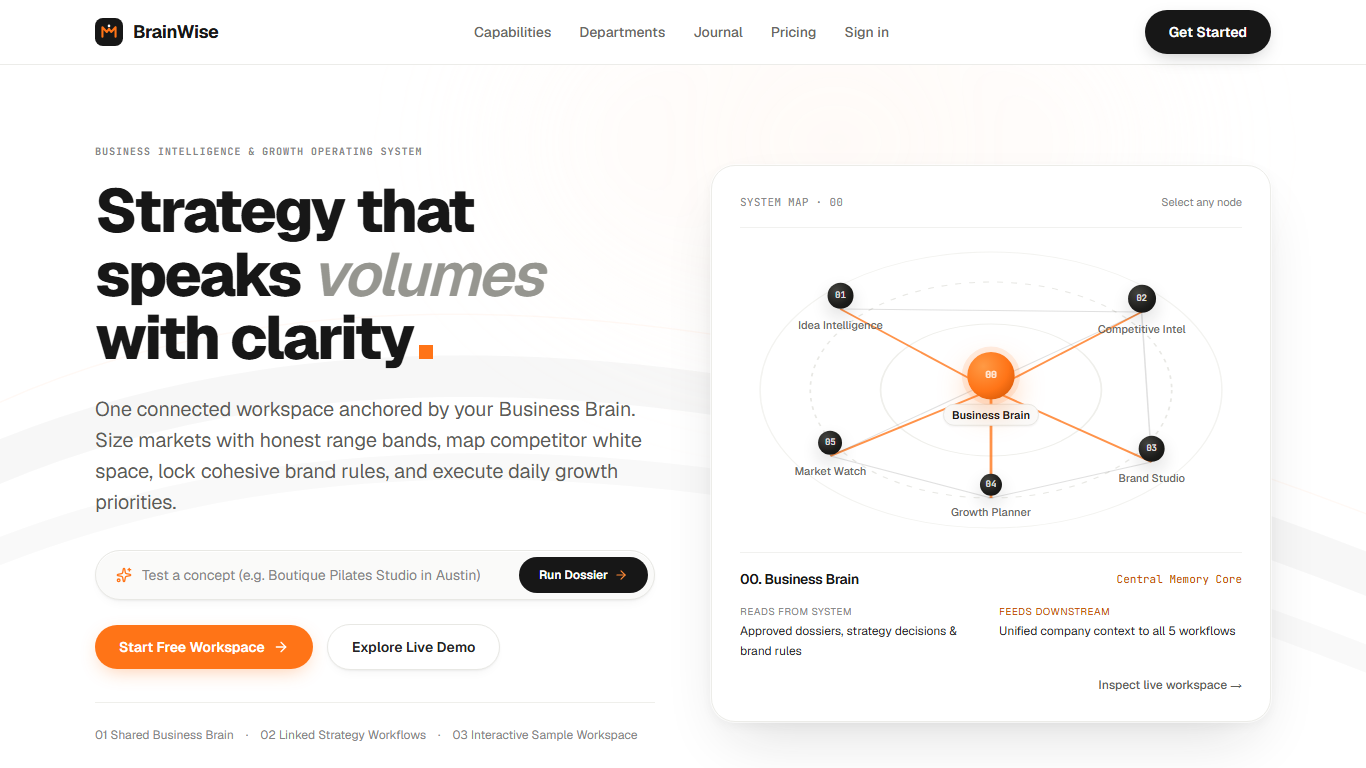 BrainWise
Capabilities
Departments
Journal
Pricing
Sign in
Get Started
BUSINESS INTELLIGENCE & GROWTH OPERATING SYSTEM
Strategy that
speaks volumes
with clarity.
One connected workspace anchored by your Business Brain.
Size markets with honest range bands, map competitor white
space, lock cohesive brand rules, and execute daily growth
priorities.
Test a concept (e.g. Boutique Pilates Studio in Austin)
Run Dossier →
Start Free Workspace →
Explore Live Demo
01 Shared Business Brain · 02 Linked Strategy Workflows · 03 Interactive Sample Workspace
SYSTEM MAP · 00
Select any node
01
Idea Intelligence
02
Competitive Intel
00
Business Brain
05
Market Watch
03
Brand Studio
04
Growth Planner
00. Business Brain
Central Memory Core
READS FROM SYSTEM
Approved dossiers, strategy decisions &
brand rules
FEEDS DOWNSTREAM
Unified company context to all 5 workflows
Inspect live workspace →